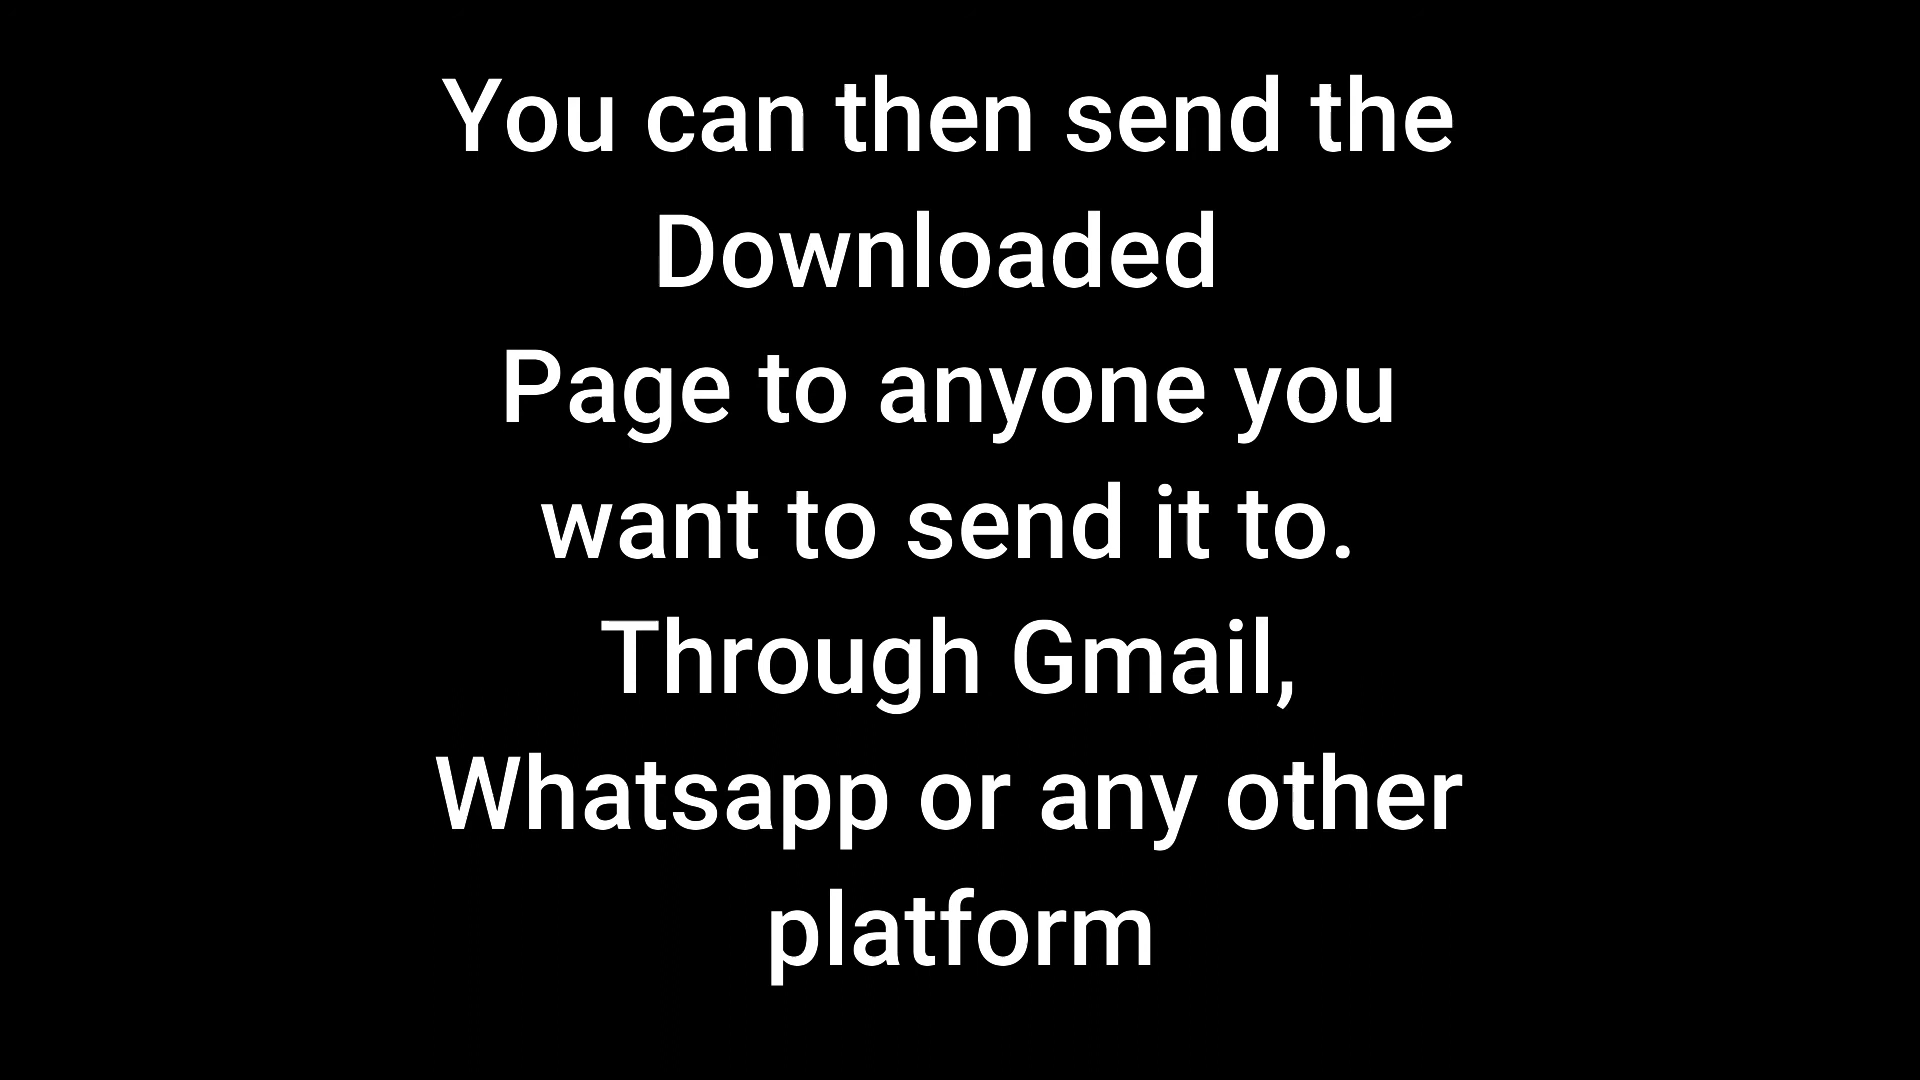 You can then send the
Downloaded
Page to anyone you
want to send it to.
Through Gmail,
Whatsapp or any other
platform